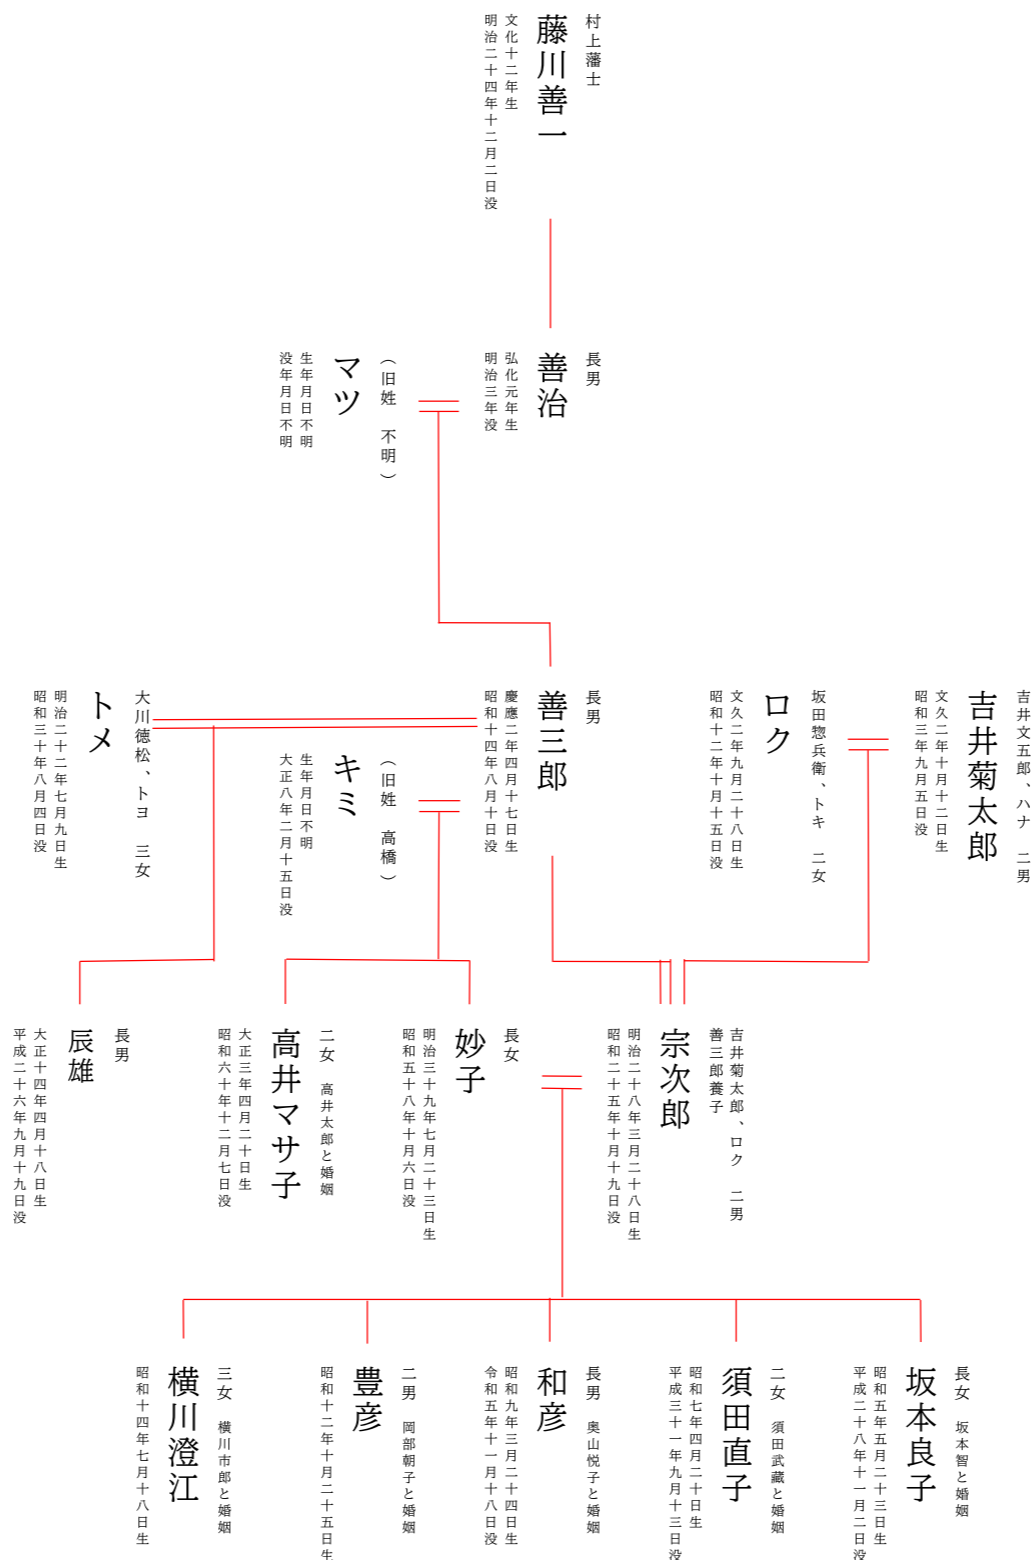 村上藩士
藤川善一
文化十二年生
明治二十四年十二月二日没
長男
善治
弘化元年生
明治三年没
（旧姓　不明）
マツ
生年月日不明
没年月日不明
吉井文五郎、ハナ　二男
吉井菊太郎
文久二年十月十二日生
昭和三年九月五日没
坂田惣兵衛、トキ　二女
ロク
文久二年九月二十八日生
昭和十二年十月十五日没
長男
善三郎
慶應二年四月十七日生
昭和十四年八月十日没
（旧姓　高橋）
キミ
生年月日不明
大正八年二月十五日没
大川徳松、トヨ　三女
トメ
明治二十二年七月九日生
昭和三十年八月四日没
吉井菊太郎、ロク　二男
善三郎養子
宗次郎
明治二十八年三月二十八日生
昭和二十五年十月十九日没
長女
妙子
明治三十九年七月二十三日生
昭和五十八年十月六日没
二女　高井太郎と婚姻
高井マサ子
大正三年四月二十日生
昭和六十年十二月七日没
長男
辰雄
大正十四年四月十八日生
平成二十六年九月十九日没
長女　坂本智と婚姻
坂本良子
昭和五年五月二十三日生
平成二十八年十一月二日没
二女　須田武藏と婚姻
須田直子
昭和七年四月二十日生
平成三十一年九月十三日没
長男　奥山悦子と婚姻
和彦
昭和九年三月二十四日生
令和五年十一月十八日没
二男　岡部朝子と婚姻
豊彦
昭和十二年十月二十五日生
三女　横川市郎と婚姻
横川澄江
昭和十四年七月十八日生